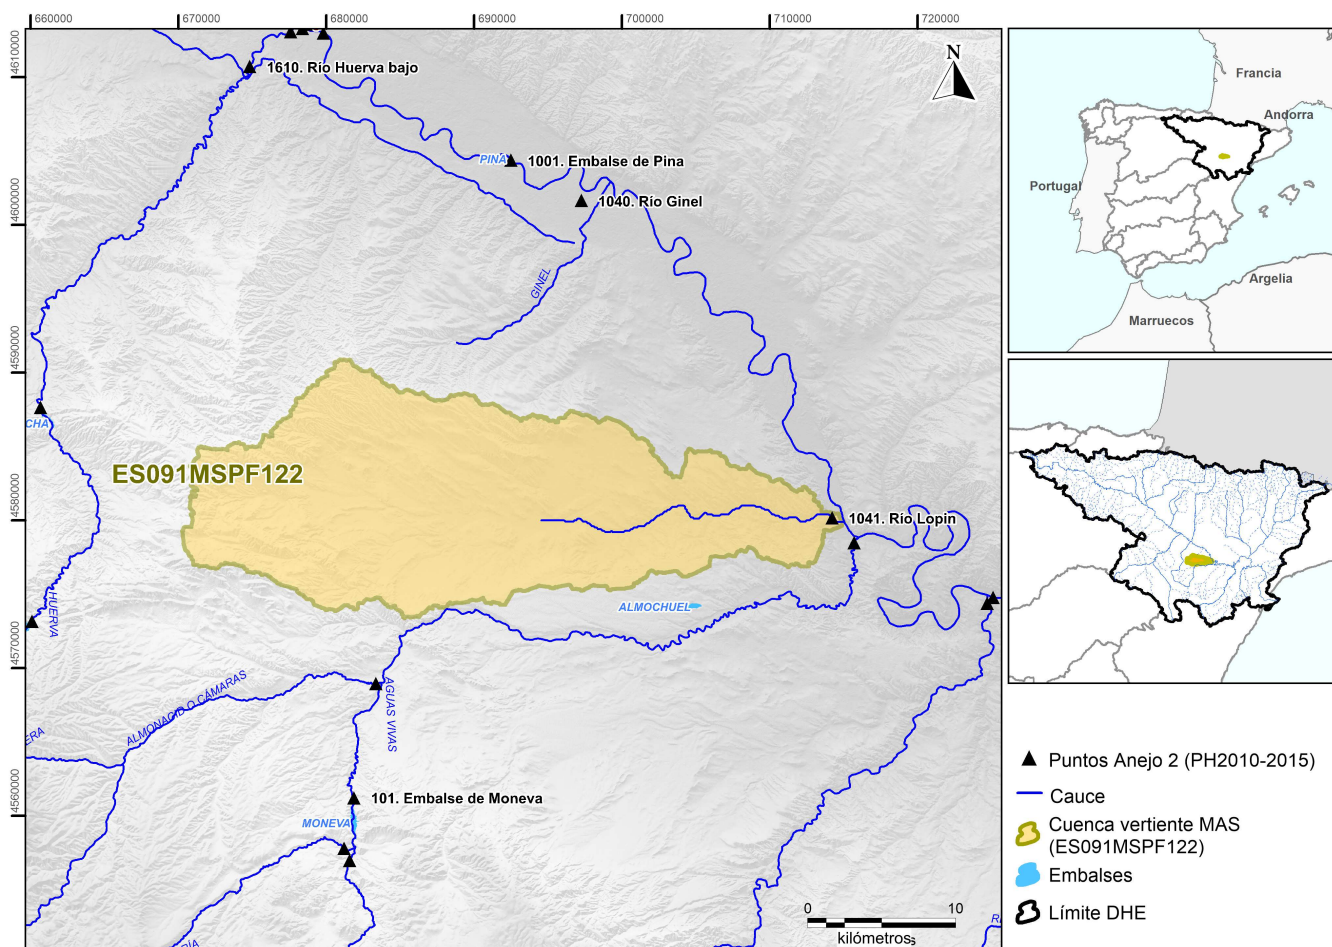 660000
670000
680000
690000
700000
710000
720000
4610000
4600000
4590000
4580000
4570000
4560000
N
1610. Río Huerva bajo
PINA
1001. Embalse de Pina
1040. Río Ginel
GINEL
CHA
ES091MSPF122
1041. Río Lopín
HUERVA
ALMOCHUEL
ALMONACID O CÁMARAS
AGUAS VIVAS
ERA
101. Embalse de Moneva
MONEVA
0 10
kilómetros
Francia
Andorra
Portugal
Argelia
Marruecos
Puntos Anejo 2 (PH2010-2015)
Cauce
Cuenca vertiente MAS
(ES091MSPF122)
Embalses
Límite DHE